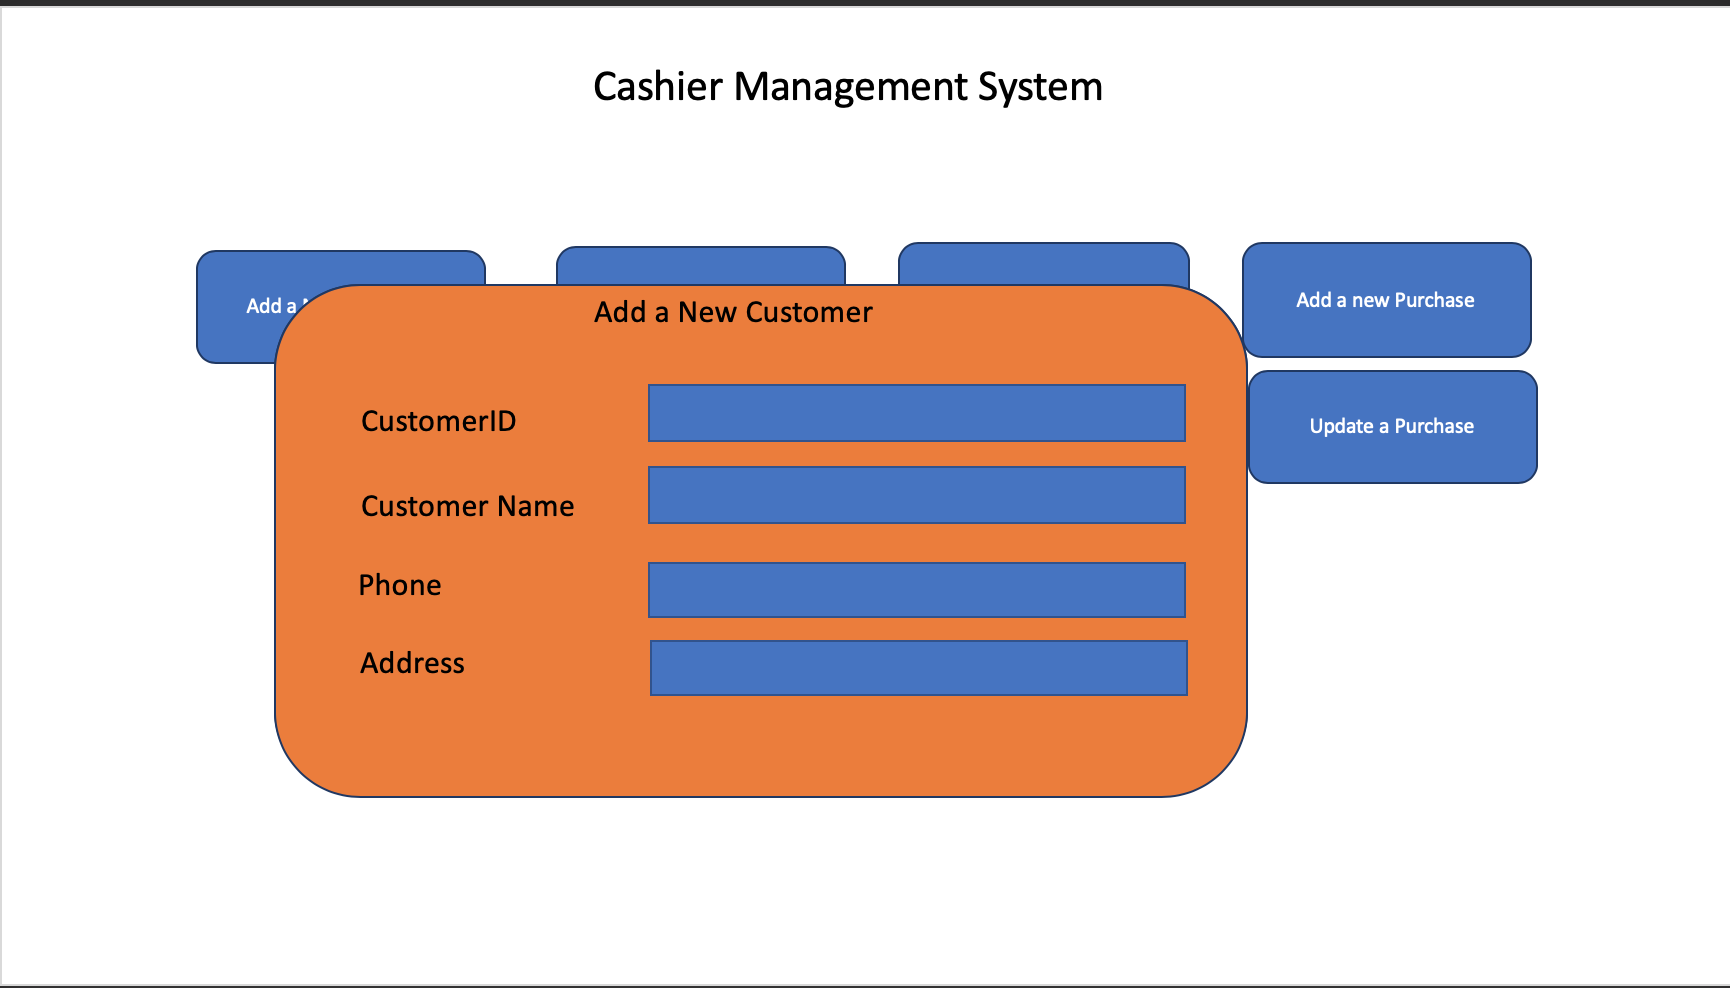 Cashier Management System
Add a
Add a new Purchase
Add a New Customer
CustomerID
Update a Purchase
Customer Name
Phone
Address